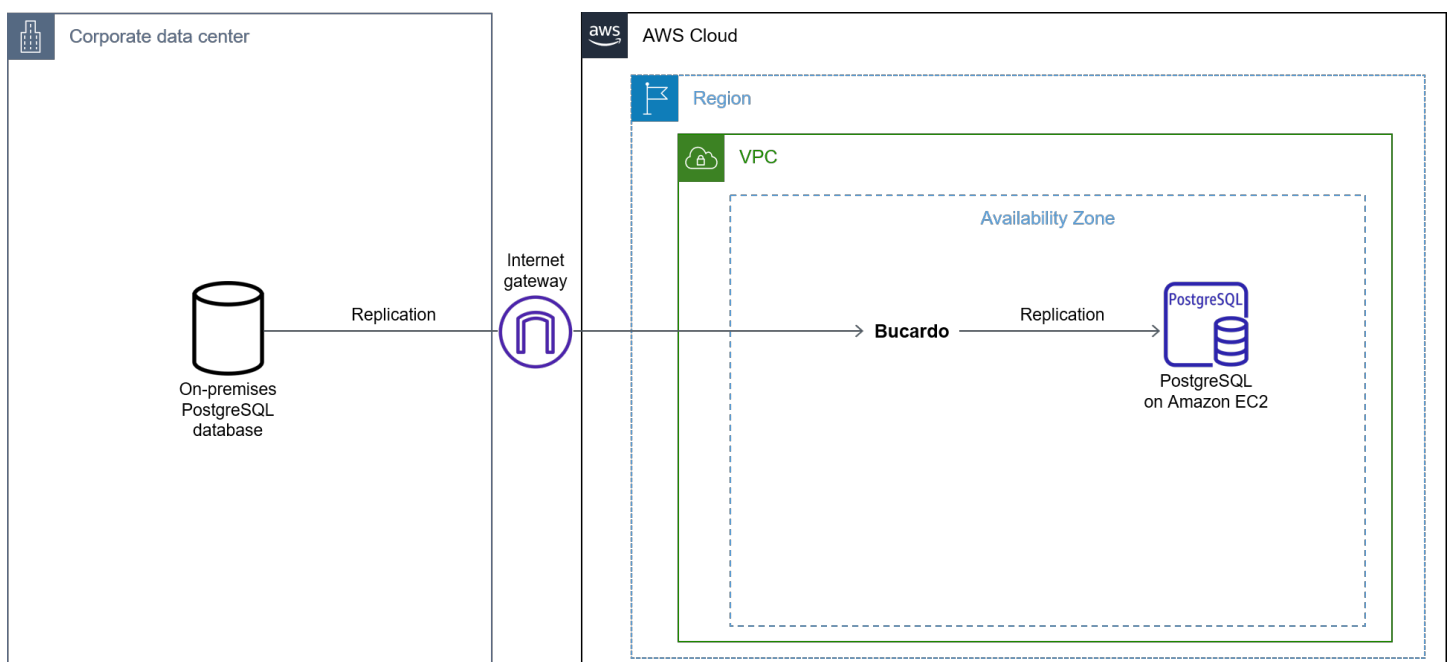 Corporate data center
aws
AWS Cloud
Region
VPC
Availability Zone
Internet
gateway
Replication
Bucardo
Replication
PostgreSQL
On-premises
PostgreSQL
database
PostgreSQL
on Amazon EC2